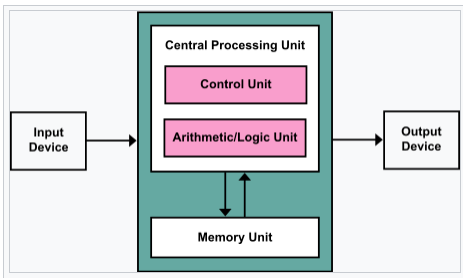 Central Processing Unit
Control Unit
Arithmetic/Logic Unit
Input
Device
Output
Device
Memory Unit